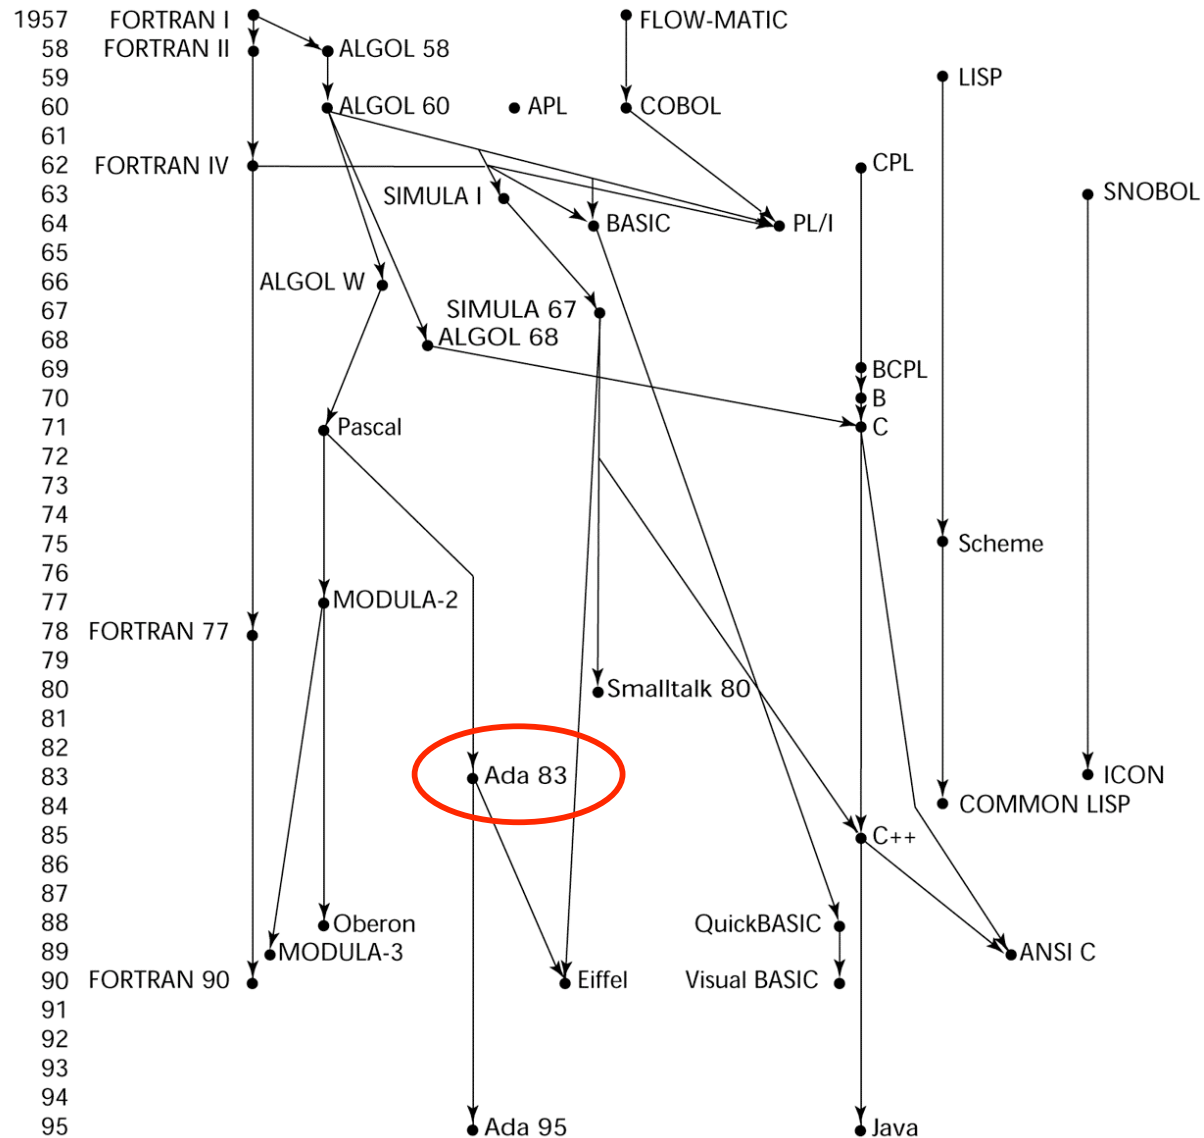 1957 FORTRAN I FLOW-MATIC
58 FORTRAN II ALGOL 58
59 LISP
60 ALGOL 60 APL COBOL
61
62 FORTRAN IV CPL
63 SIMULA I SNOBOL
64 BASIC PL/I
65
66 ALGOL W
67 SIMULA 67
68 ALGOL 68
69 BCPL
70 B
71 Pascal C
72
73
74
75 Scheme
76
77 MODULA-2
78 FORTRAN 77
79
80 Smalltalk 80
81
82
83 Ada 83 ICON
84 COMMON LISP
85 C++
86
87
88 Oberon QuickBASIC
89 MODULA-3 ANSI C
90 FORTRAN 90 Eiffel Visual BASIC
91
92
93
94
95 Ada 95 Java